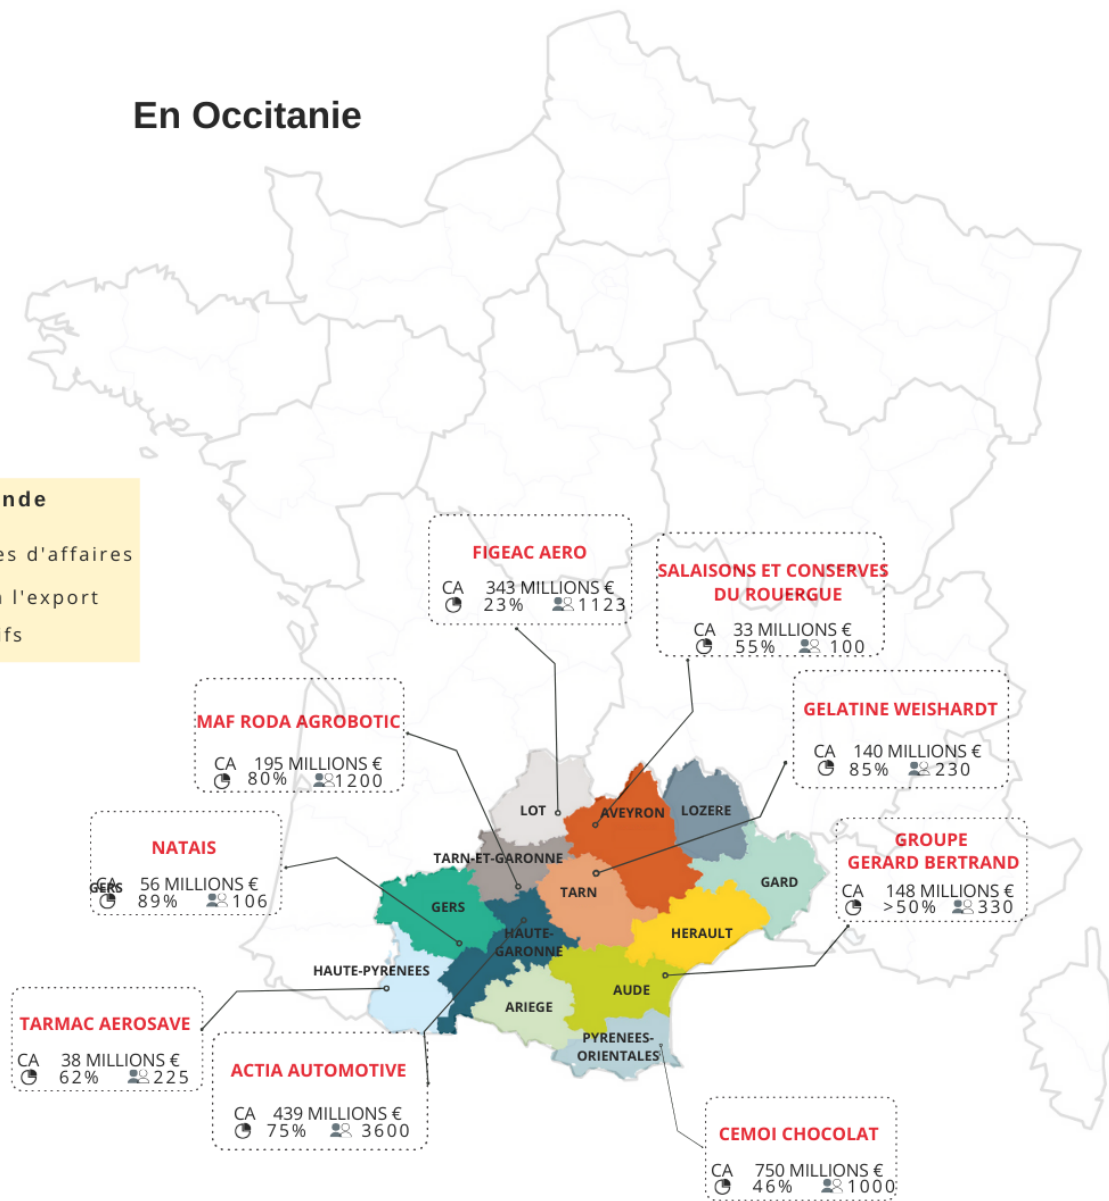 En Occitanie
nde
es d'affaires
l'export
ifs
FIGEAC AERO
CA 343 MILLIONS €
23% 1123
SALAISONS ET CONSERVES
DU ROUERGUE
CA 33 MILLIONS €
55% 100
MAF RODA AGROBOTIC
CA 195 MILLIONS €
80% 1200
GELATINE WEISHARDT
CA 140 MILLIONS €
85% 230
NATAIS
CA 56 MILLIONS €
GERS
89% 106
GROUPE
GERARD BERTRAND
CA 148 MILLIONS €
>50% 330
LOT
AVEYRON
LOZERE
TARN-ET-GARONNE
TARN
GARD
GERS
HAUTE-
GARONNE
HERAULT
HAUTE-PYRENEES
AUDE
ARIEGE
PYRENEES-
ORIENTALES
TARMAC AEROSAVE
CA 38 MILLIONS €
62% 225
ACTIA AUTOMOTIVE
CA 439 MILLIONS €
75% 3600
CEMOI CHOCOLAT
CA 750 MILLIONS €
46% 1000